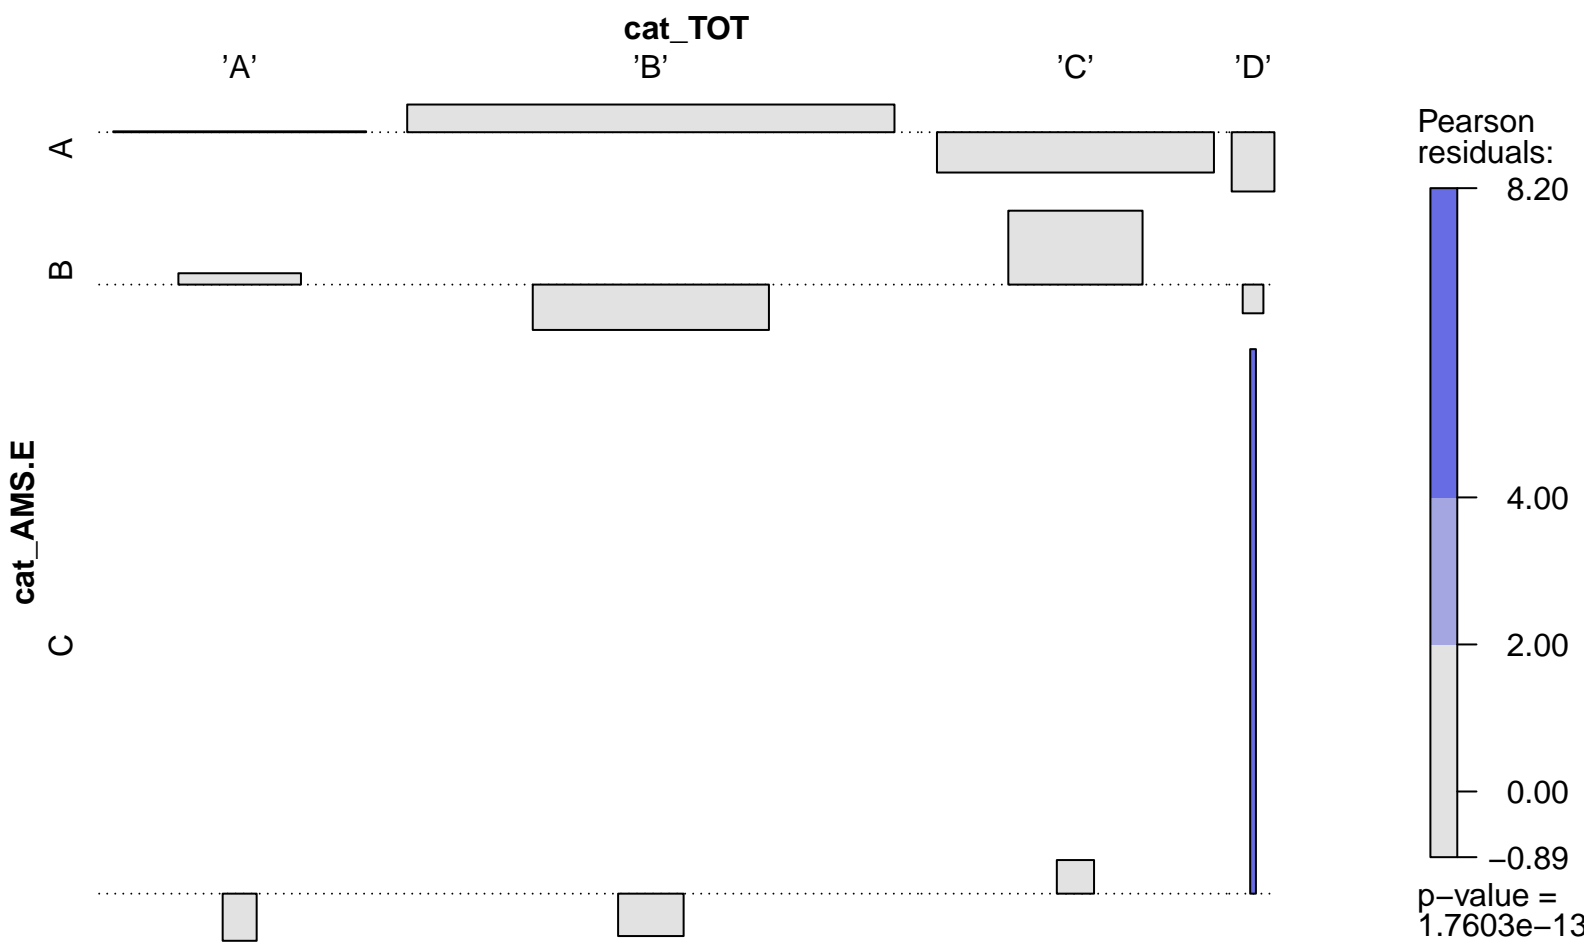 cat_TOT
’A’ ’B’ ’C’ ’D’
A
B
C
cat_AMS.E
Pearson
residuals:
8.20
4.00
2.00
0.00
−0.89
p−value =
1.7603e−13